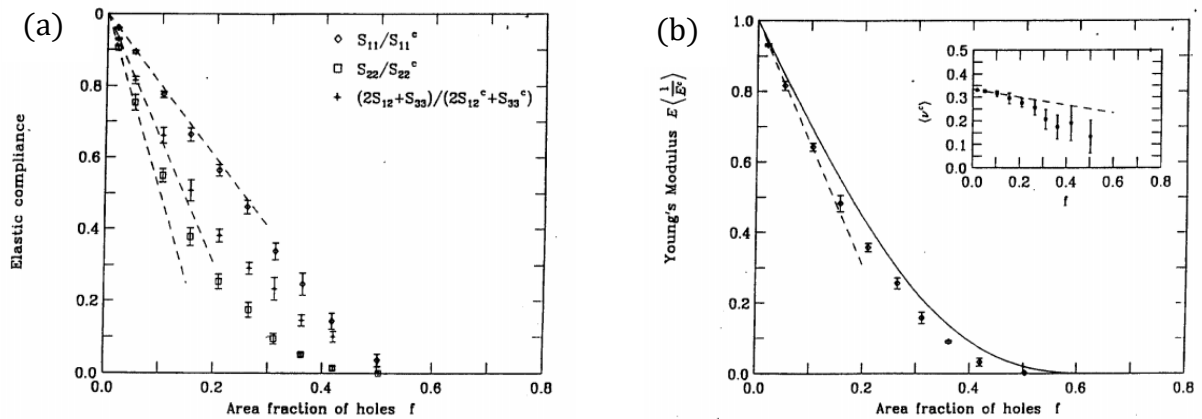 (a)
Elastic compliance
1.0
0.8
0.6
0.4
0.2
0.0
S₁₁/S₁₁ᶜ
S₂₂/S₂₂ᶜ
(2S₁₂+S₃₃)/(2S₁₂ᶜ+S₃₃ᶜ)
0.0 0.2 0.4 0.6 0.8
Area fraction of holes f
(b)
Young's Modulus E⟨1/Eᶜ⟩
1.0
0.8
0.6
0.4
0.2
0.0
0.0 0.2 0.4 0.6 0.8
Area fraction of holes f
⟨νᶜ⟩
0.5
0.4
0.3
0.2
0.1
0.0
0.0 0.2 0.4 0.6 0.8
f